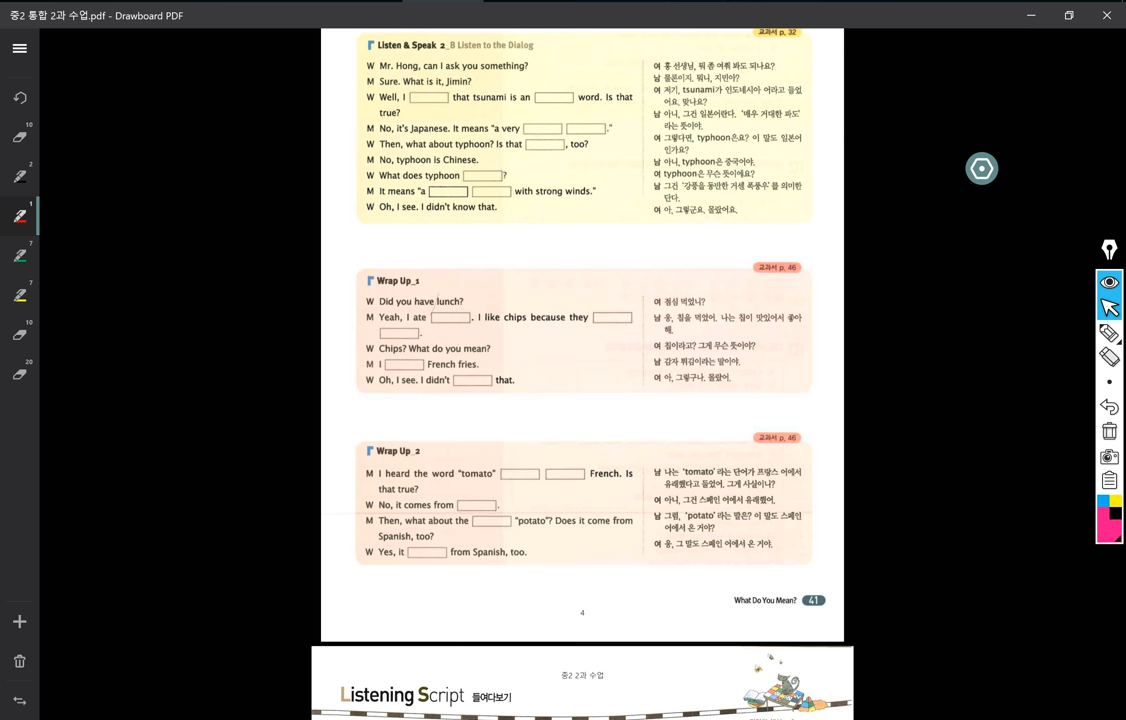 중2 통합 2과 수업.pdf - Drawboard PDF
10
2
1
7
7
10
20
교과서 p. 32
Listen & Speak 2_B Listen to the Dialog
W Mr. Hong, can I ask you something?
M Sure. What is it, Jimin?
W Well, I that tsunami is an word. Is that
true?
M No, it's Japanese. It means "a very ."
W Then, what about typhoon? Is that , too?
M No, typhoon is Chinese.
W What does typhoon ?
M It means "a with strong winds."
W Oh, I see. I didn't know that.
여 홍 선생님, 뭐 좀 여쭤 봐도 되나요?
남 물론이지. 뭐니, 지민아?
여 저기, tsunami가 인도네시아 어라고 들었
어요. 맞나요?
남 아니, 그건 일본어란다. '매우 거대한 파도'
라는 뜻이야.
여 그렇다면, typhoon은요? 이 말도 일본어
인가요?
남 아니, typhoon은 중국어야.
여 typhoon은 무슨 뜻이에요?
남 그건 '강풍을 동반한 거센 폭풍우'를 의미한
단다.
여 아, 그렇군요. 몰랐어요.
교과서 p. 46
Wrap Up_1
W Did you have lunch?
M Yeah, I ate . I like chips because they
.
W Chips? What do you mean?
M I French fries.
W Oh, I see. I didn't that.
여 점심 먹었니?
남 응, 칩을 먹었어. 나는 칩이 맛있어서 좋아
해.
여 칩이라고? 그게 무슨 뜻이야?
남 감자 튀김이라는 말이야.
여 아, 그렇구나. 몰랐어.
교과서 p. 46
Wrap Up_2
M I heard the word "tomato" French. Is
that true?
W No, it comes from .
M Then, what about the "potato"? Does it come from
Spanish, too?
W Yes, it from Spanish, too.
남 나는 'tomato'라는 단어가 프랑스 어에서
유래했다고 들었어. 그게 사실이니?
여 아니, 그건 스페인 어에서 유래했어.
남 그럼, 'potato'라는 말은? 이 말도 스페인
어에서 온 거야?
여 응, 그 말도 스페인 어에서 온 거야.
What Do You Mean? 41
4
중2 2과 수업
Listening Script 들여다보기